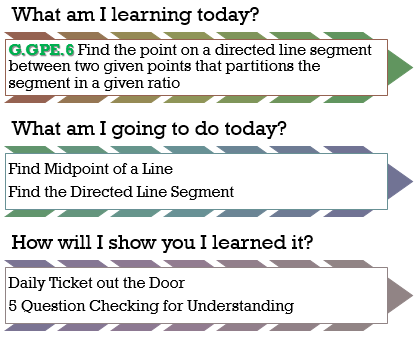 What am I learning today?
G.GPE.6 Find the point on a directed line segment
between two given points that partitions the
segment in a given ratio
What am I going to do today?
Find Midpoint of a Line
Find the Directed Line Segment
How will I show you I learned it?
Daily Ticket out the Door
5 Question Checking for Understanding